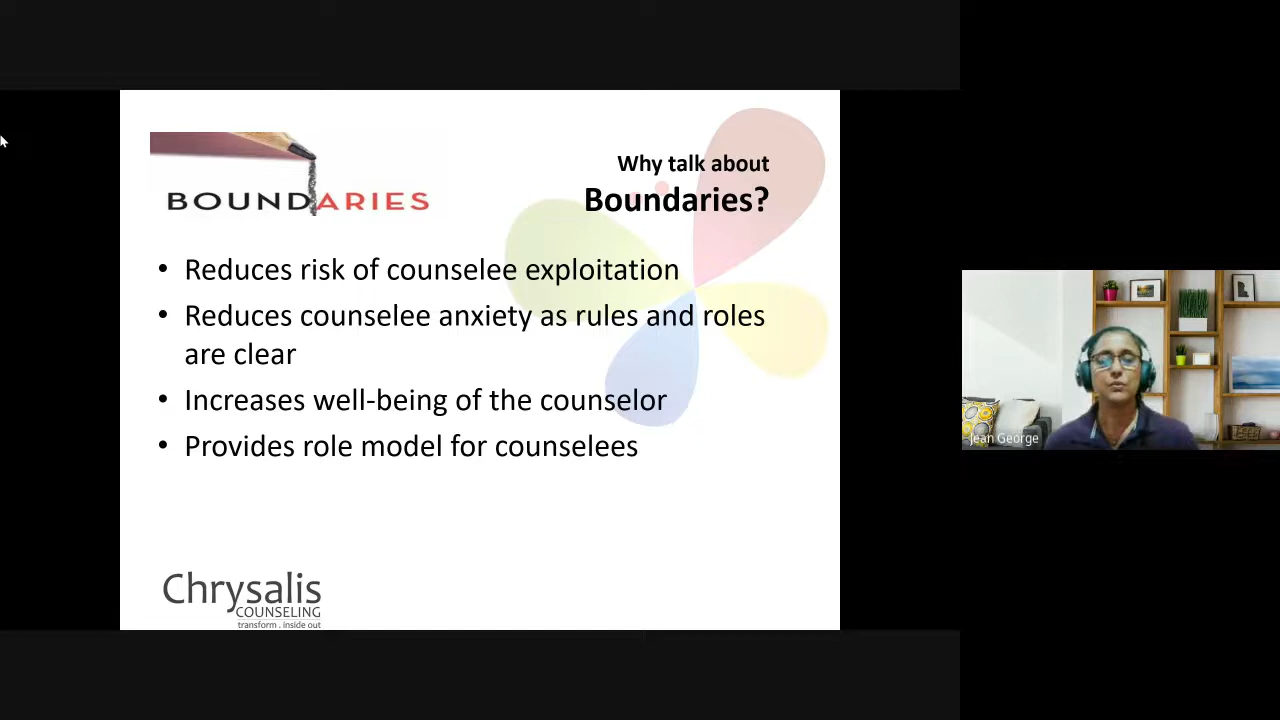 BOUNDARIES
Why talk about
Boundaries?
• Reduces risk of counselee exploitation
• Reduces counselee anxiety as rules and roles
are clear
• Increases well-being of the counselor
• Provides role model for counselees
Chrysalis
COUNSELING
transform . inside out
Jean George